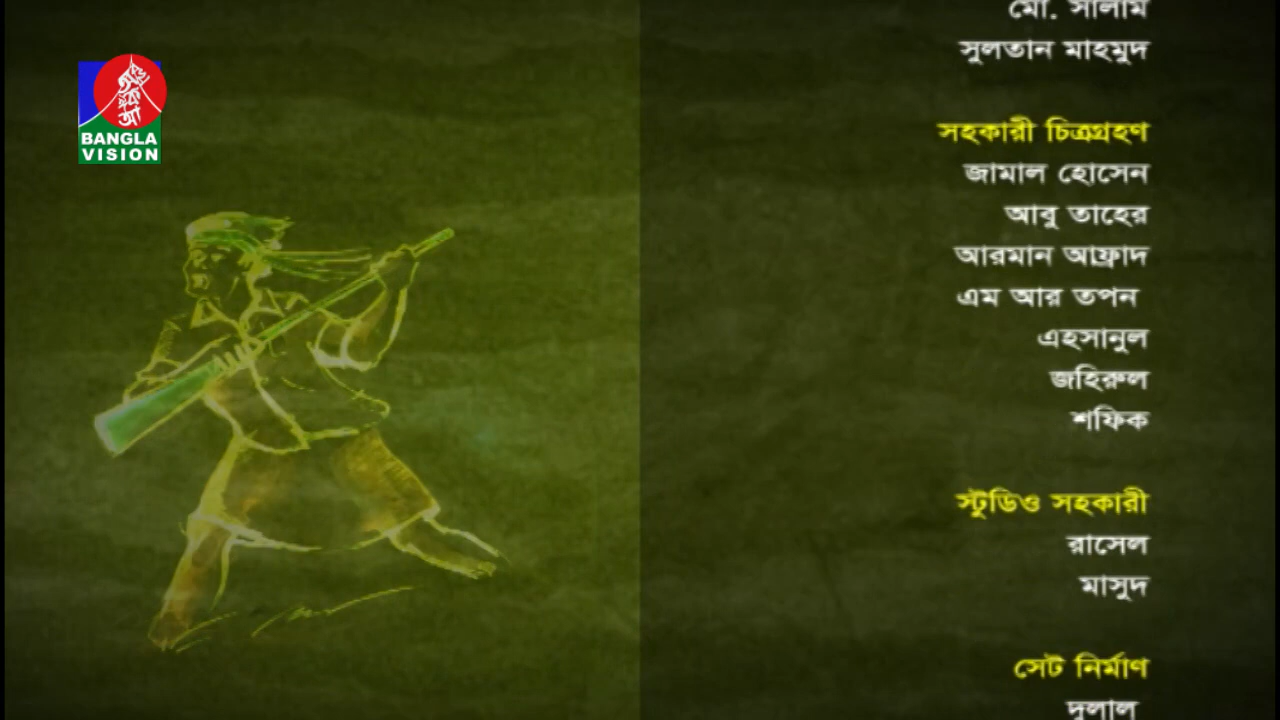 BANGLA
VISION
মো. সালাম
সুলতান মাহমুদ
সহকারী চিত্রগ্রহণ
জামাল হোসেন
আবু তাহের
আরমান আফ্রাদ
এম আর তপন
এহসানুল
জহিরুল
শফিক
স্টুডিও সহকারী
রাসেল
মাসুদ
সেট নির্মাণ
দুলাল